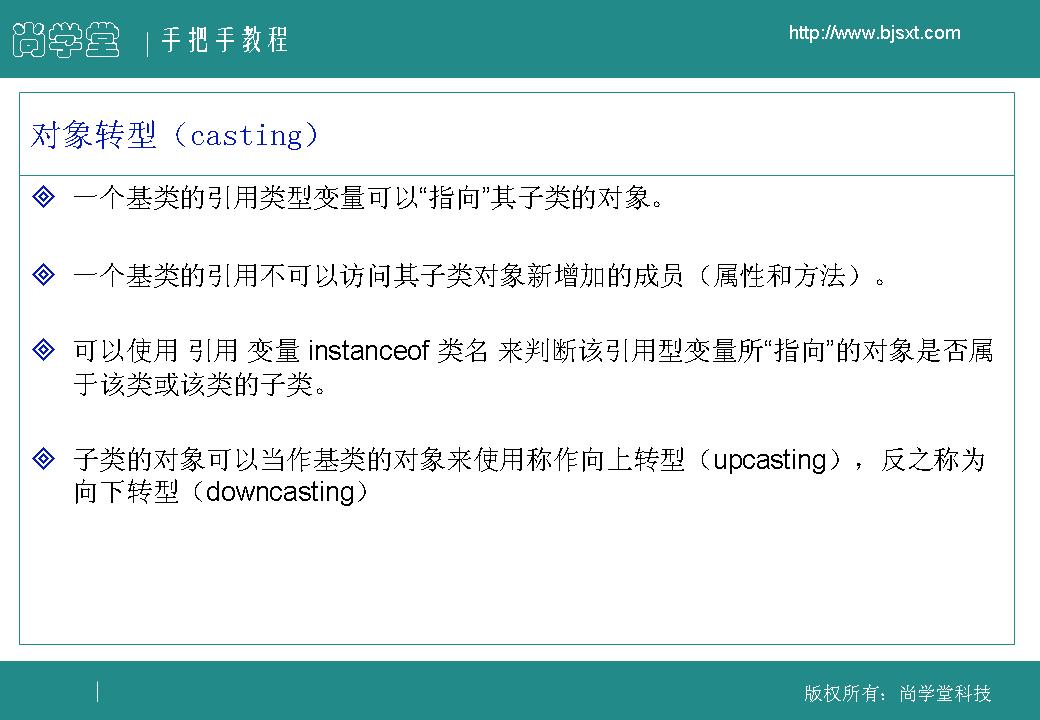 尚学堂 | 手把手教程
http://www.bjsxt.com
对象转型（casting）
一个基类的引用类型变量可以“指向”其子类的对象。
一个基类的引用不可以访问其子类对象新增加的成员（属性和方法）。
可以使用 引用 变量 instanceof 类名 来判断该引用型变量所“指向”的对象是否属
于该类或该类的子类。
子类的对象可以当作基类的对象来使用称作向上转型（upcasting），反之称为
向下转型（downcasting）
版权所有：尚学堂科技